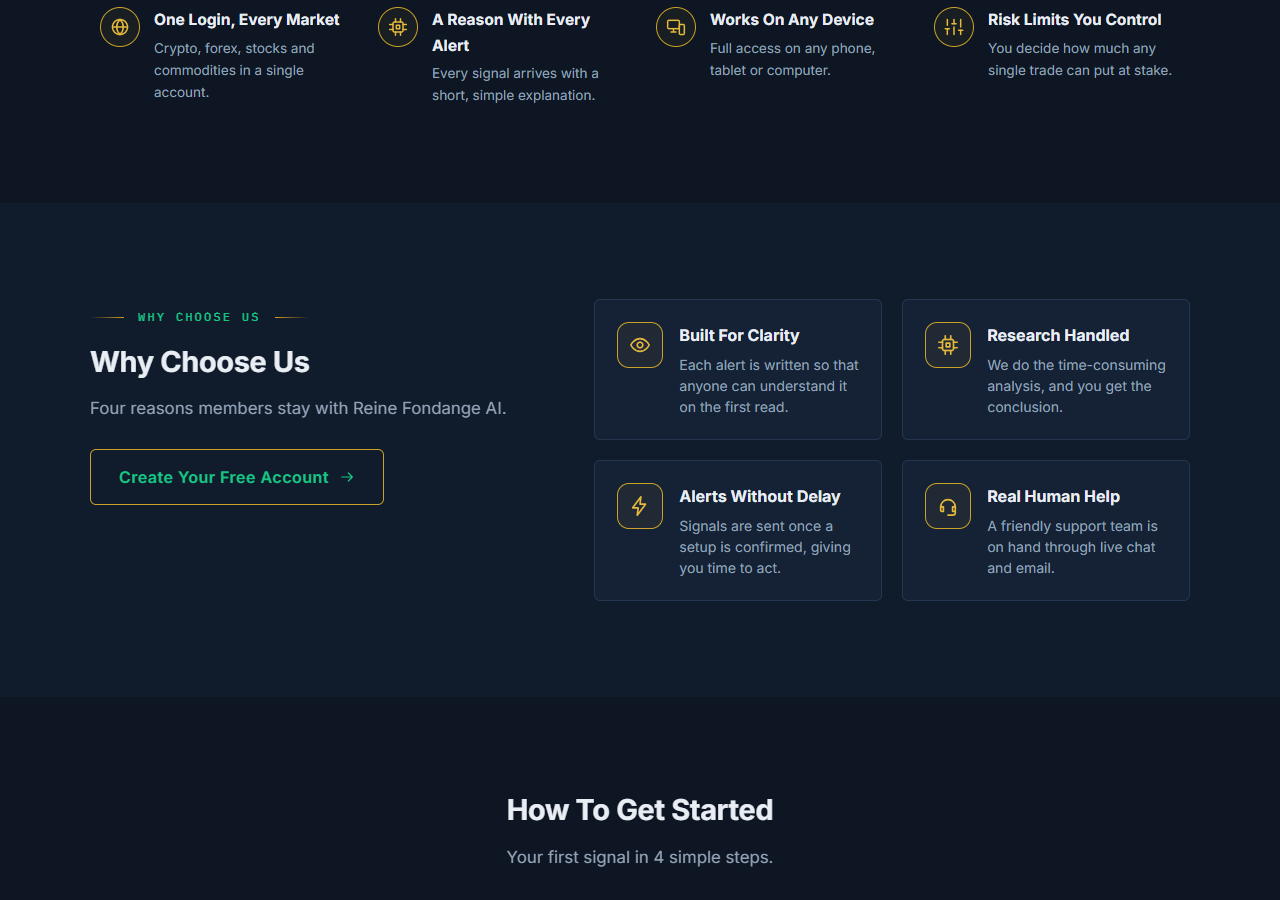 One Login, Every Market
Crypto, forex, stocks and
commodities in a single
account.
A Reason With Every
Alert
Every signal arrives with a
short, simple explanation.
Works On Any Device
Full access on any phone,
tablet or computer.
Risk Limits You Control
You decide how much any
single trade can put at stake.
WHY CHOOSE US
Why Choose Us
Four reasons members stay with Reine Fondange AI.
Create Your Free Account →
Built For Clarity
Each alert is written so that
anyone can understand it
on the first read.
Research Handled
We do the time-consuming
analysis, and you get the
conclusion.
Alerts Without Delay
Signals are sent once a
setup is confirmed, giving
you time to act.
Real Human Help
A friendly support team is
on hand through live chat
and email.
How To Get Started
Your first signal in 4 simple steps.